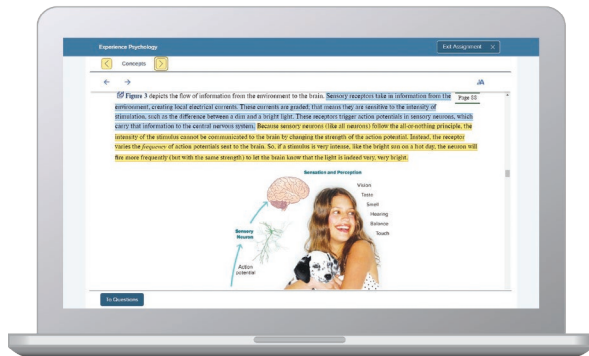 Experience Psychology
Exit Assignment X
Concepts
Figure 3 depicts the flow of information from the environment to the brain. Sensory receptors take in information from the
Page 88
environment, creating local electrical currents. These currents are graded; that means they are sensitive to the intensity of
stimulation, such as the difference between a dim and a bright light. These receptors trigger action potentials in sensory neurons, which
carry that information to the central nervous system. Because sensory neurons (like all neurons) follow the all-or-nothing principle, the
intensity of the stimulus cannot be communicated to the brain by changing the strength of the action potential. Instead, the receptor
varies the frequency of action potentials sent to the brain. So, if a stimulus is very intense, like the bright sun on a hot day, the neuron will
fire more frequently (but with the same strength) to let the brain know that the light is indeed very, very bright.
Sensation and Perception
Vision
Taste
Smell
Hearing
Balance
Touch
Sensory
Neuron
Action
potential
To Questions